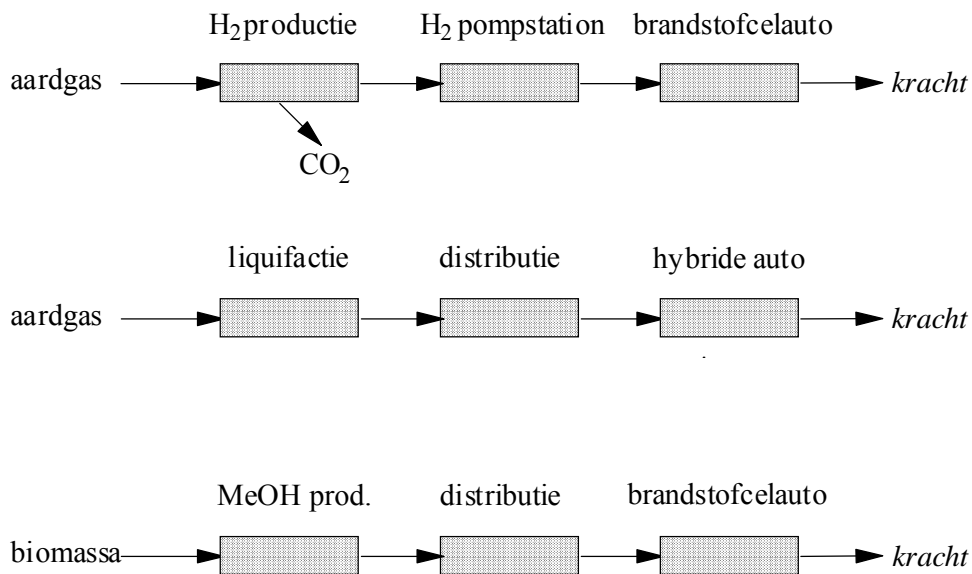 H2 productie H2 pompstation brandstofcelauto
aardgas kracht
CO2
liquifactie distributie hybride auto
aardgas kracht
MeOH prod. distributie brandstofcelauto
biomassa kracht